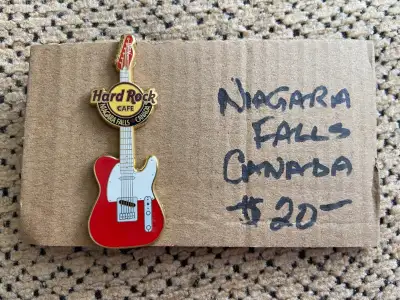 Hard Rock
CAFE
NIAGARA FALLS CANADA
NIAGARA
FALLS
CANADA
$20-